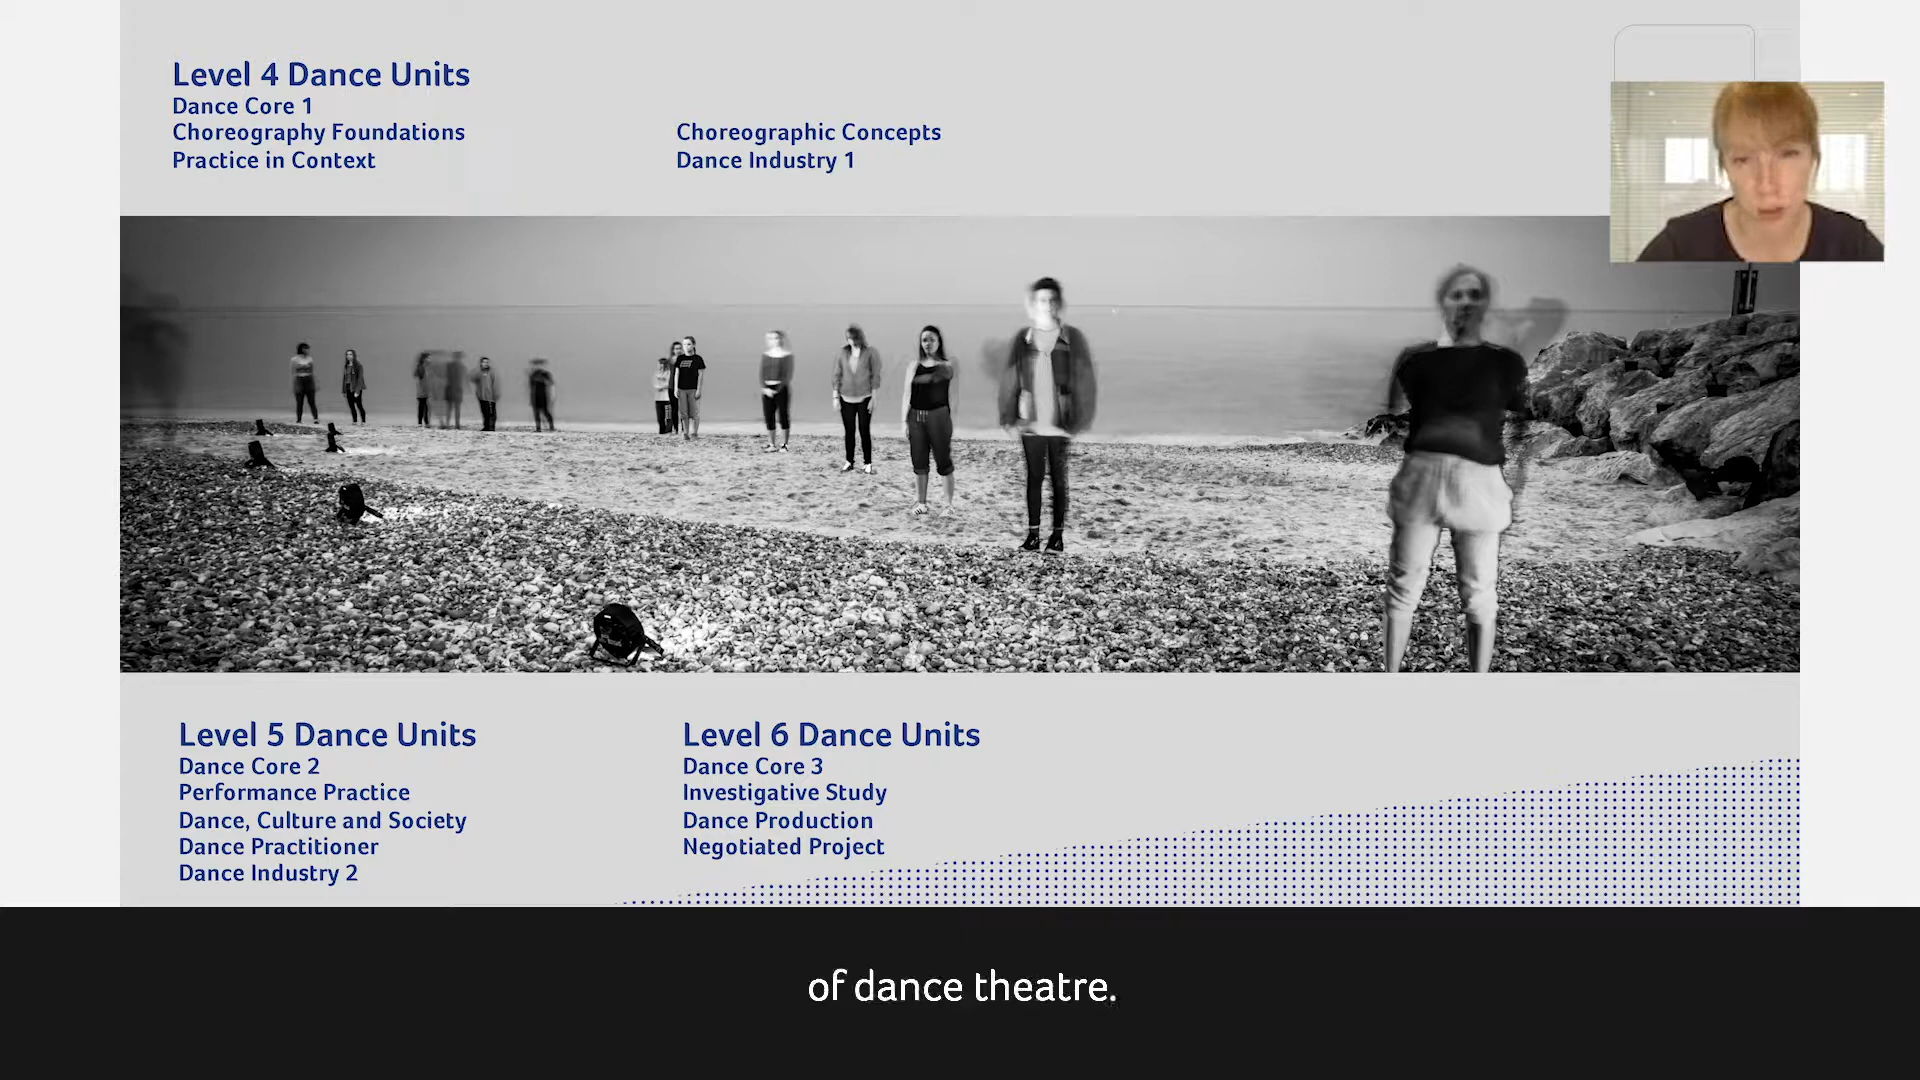 Level 4 Dance Units
Dance Core 1
Choreography Foundations
Practice in Context
Choreographic Concepts
Dance Industry 1
Level 5 Dance Units
Dance Core 2
Performance Practice
Dance, Culture and Society
Dance Practitioner
Dance Industry 2
Level 6 Dance Units
Dance Core 3
Investigative Study
Dance Production
Negotiated Project
of dance theatre.